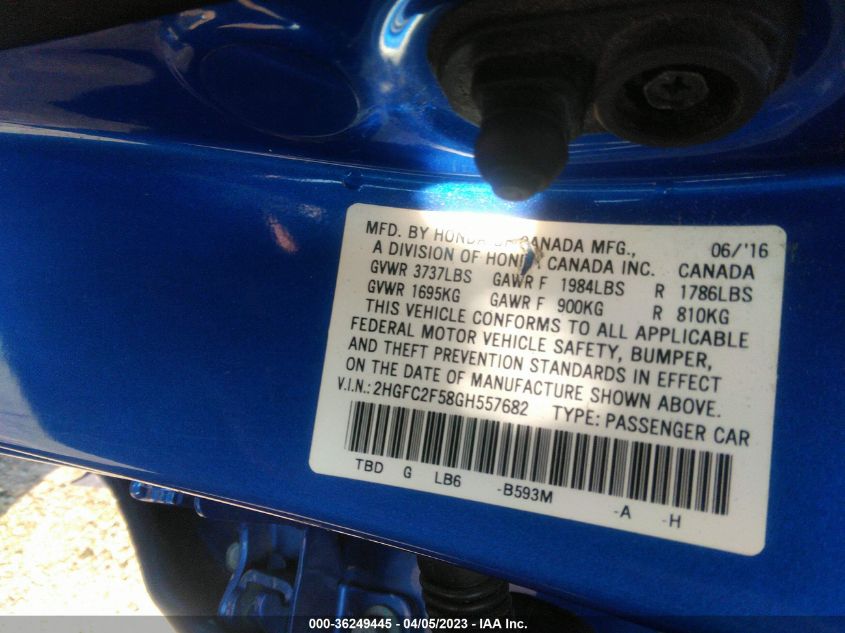 MFD. BY HONDA OF CANADA MFG., 06/'16
A DIVISION OF HONDA CANADA INC. CANADA
GVWR 3737LBS GAWR F 1984LBS R 1786LBS
GVWR 1695KG GAWR F 900KG R 810KG
THIS VEHICLE CONFORMS TO ALL APPLICABLE
FEDERAL MOTOR VEHICLE SAFETY, BUMPER,
AND THEFT PREVENTION STANDARDS IN EFFECT
ON THE DATE OF MANUFACTURE SHOWN ABOVE.
V.I.N.: 2HGFC2F58GH557682 TYPE: PASSENGER CAR
TBD G LB6 -B593M -A -H
000-36249445 - 04/05/2023 - IAA Inc.